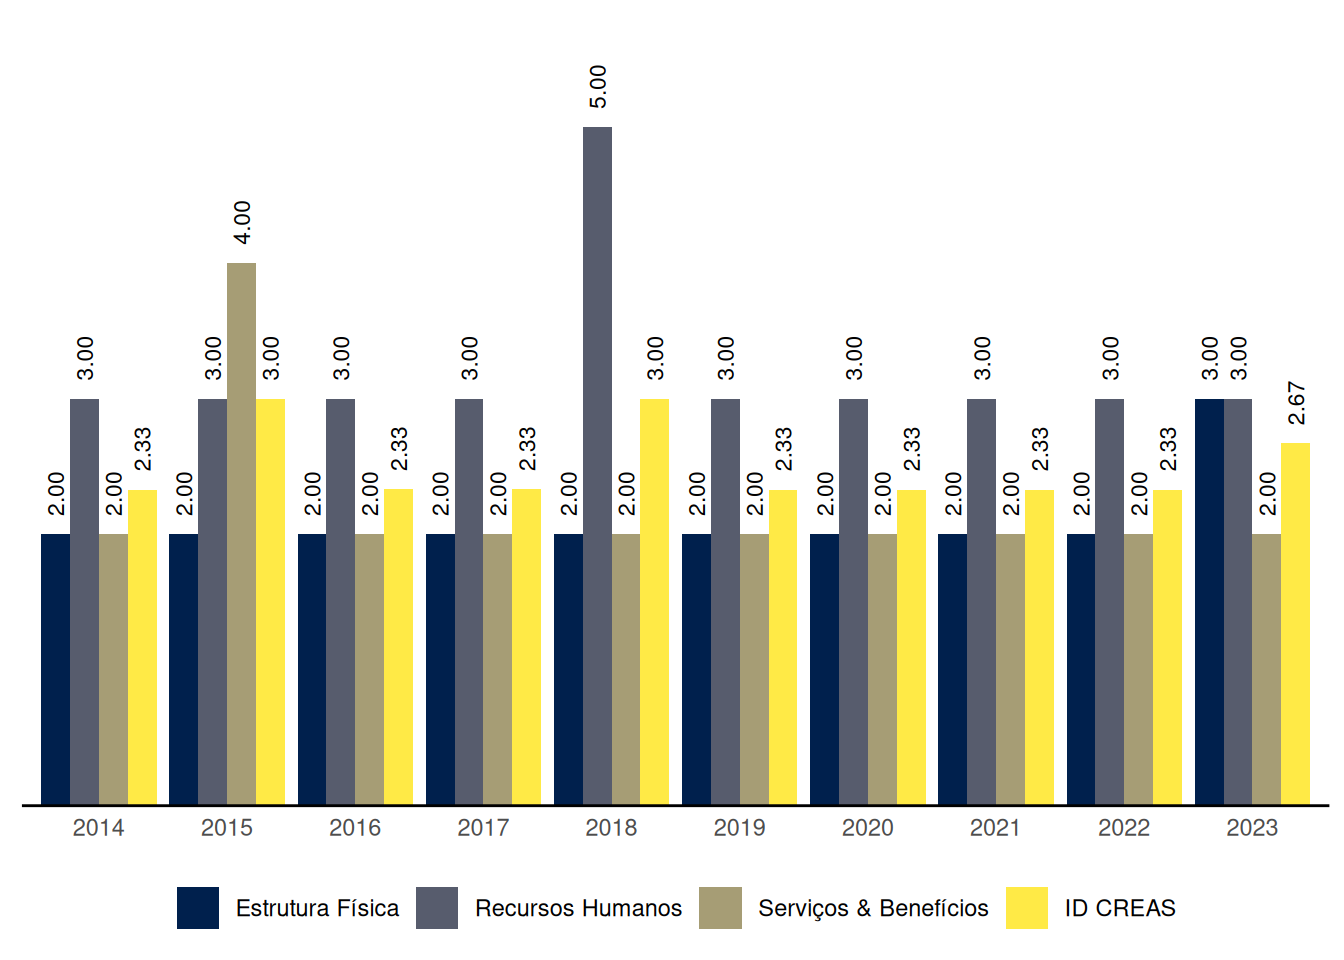 5.00
4.00
3.00 3.00 3.00 3.00 3.00 3.00 3.00 3.00 3.00 3.00 3.00 3.00 3.00
2.67
2.33 2.33 2.33 2.33 2.33 2.33 2.33
2.00 2.00 2.00 2.00 2.00 2.00 2.00 2.00 2.00 2.00 2.00 2.00 2.00 2.00 2.00 2.00 2.00 2.00
2014 2015 2016 2017 2018 2019 2020 2021 2022 2023
Estrutura Física Recursos Humanos Serviços & Benefícios ID CREAS